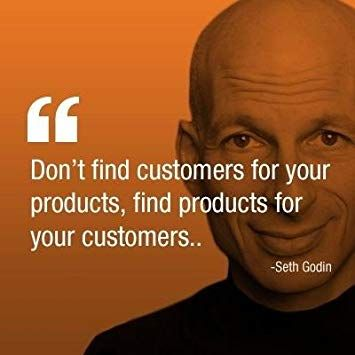 “
Don’t find customers for your
products, find products for
your customers..
-Seth Godin